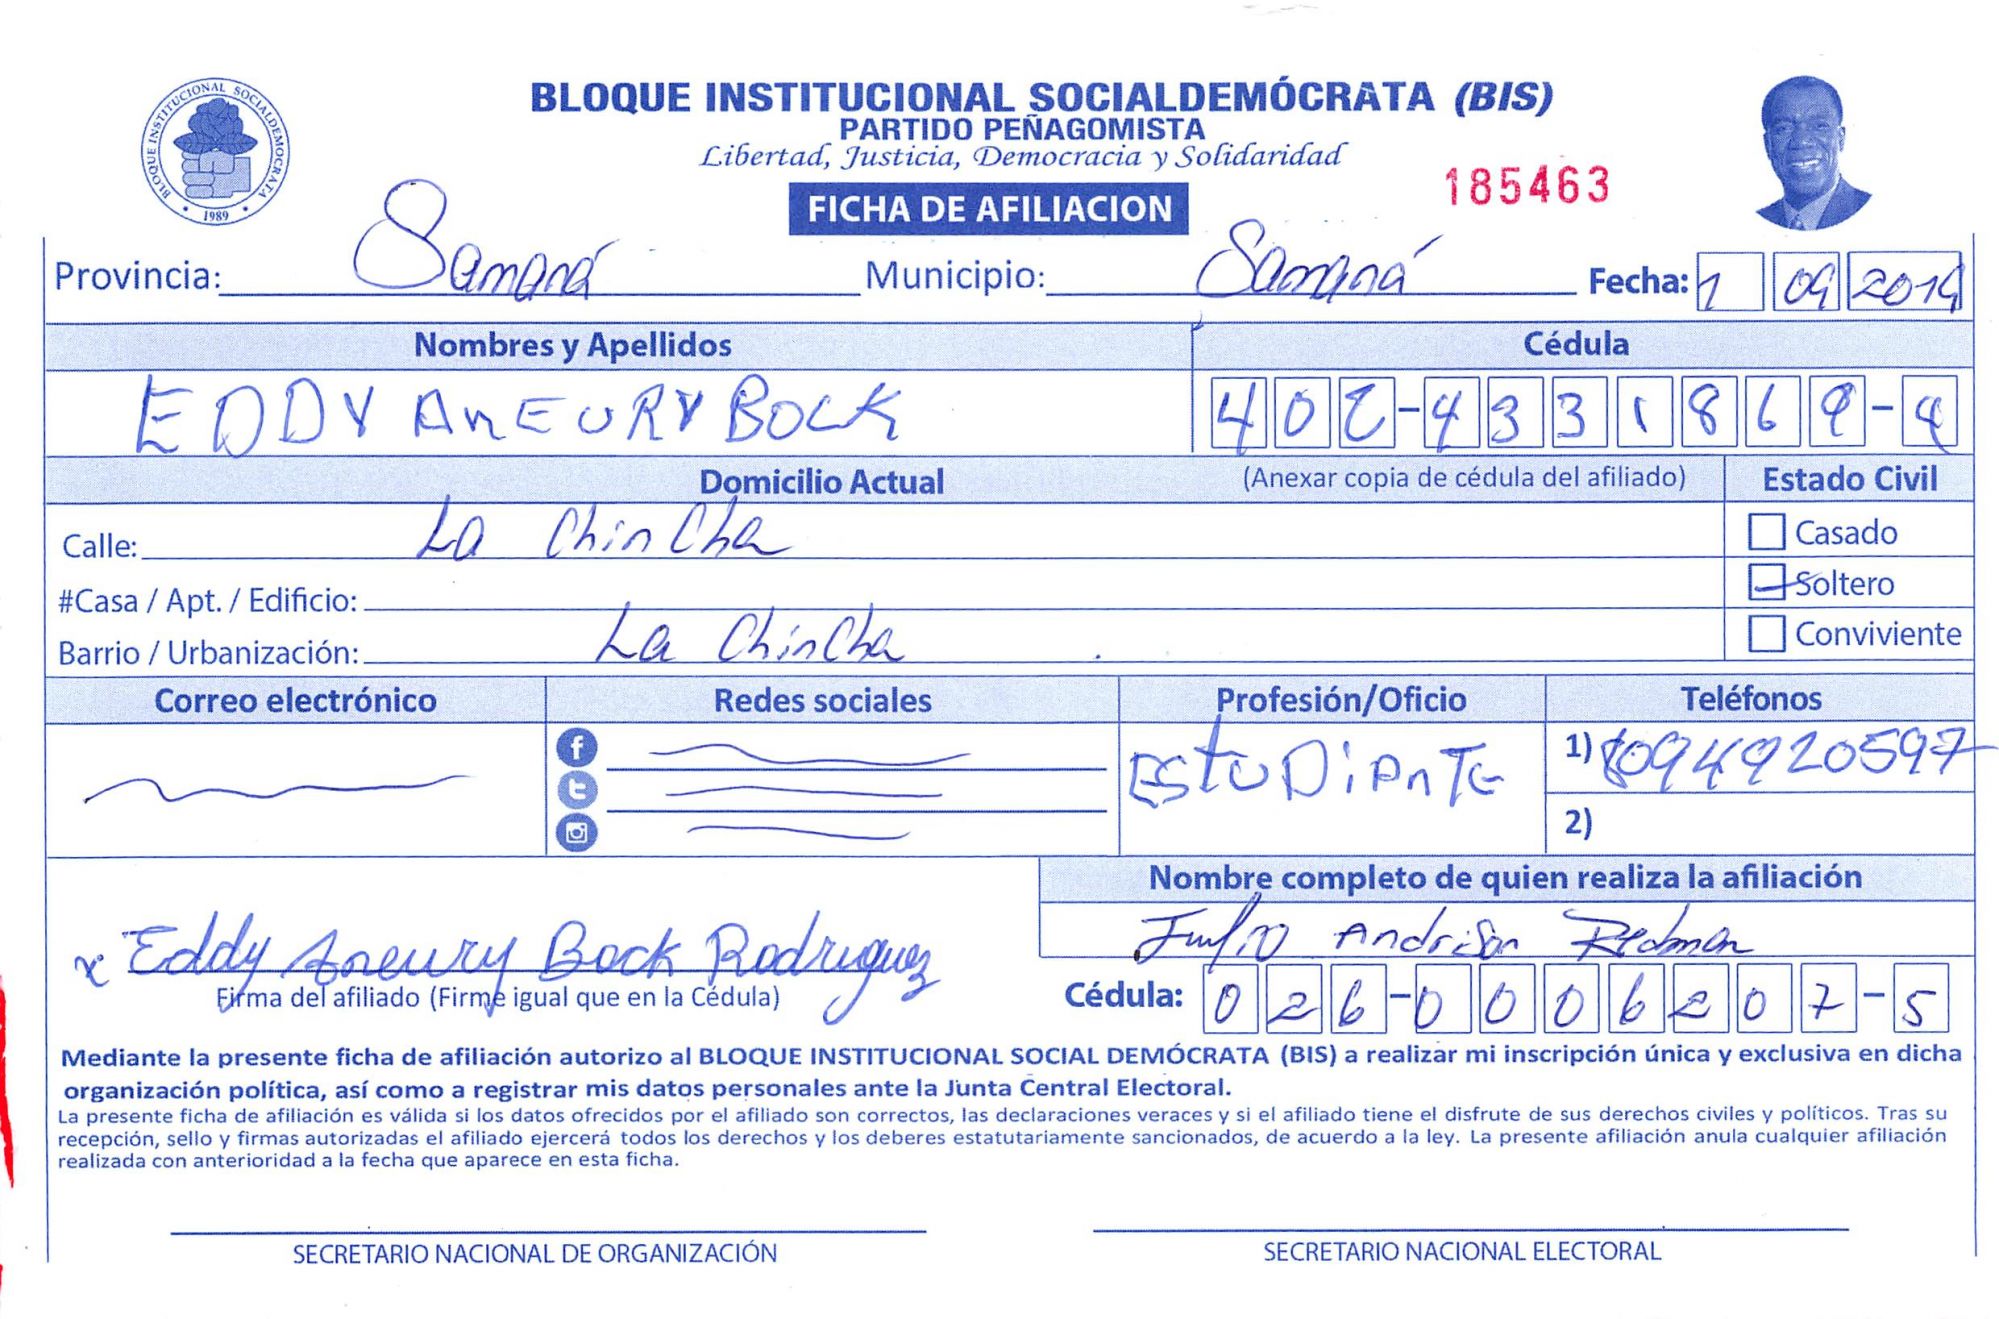 BLOQUE INSTITUCIONAL SOCIALDEMOCRATA
1989
BLOQUE INSTITUCIONAL SOCIALDEMÓCRATA (BIS)
PARTIDO PEÑAGOMISTA
Libertad, Justicia, Democracia y Solidaridad
185463
FICHA DE AFILIACION
Provincia: Samaná Municipio: Samaná Fecha: 1 09 2019
Nombres y Apellidos Cédula
EDDY AnEURY BOCK 402-4331869-9
Domicilio Actual (Anexar copia de cédula del afiliado) Estado Civil
Calle: La ChinCha Casado
#Casa / Apt. / Edificio: Soltero
Barrio / Urbanización: La ChinCha Conviviente
Correo electrónico Redes sociales Profesión/Oficio Teléfonos
ESTUDiAnTE 1) 8094920597
2)
Nombre completo de quien realiza la afiliación
Andrison Redman
x Eddy Aneury Bock Rodriguez
Firma del afiliado (Firme igual que en la Cédula) Cédula: 026-0006207-5
Mediante la presente ficha de afiliación autorizo al BLOQUE INSTITUCIONAL SOCIAL DEMÓCRATA (BIS) a realizar mi inscripción única y exclusiva en dicha
organización política, así como a registrar mis datos personales ante la Junta Central Electoral.
La presente ficha de afiliación es válida si los datos ofrecidos por el afiliado son correctos, las declaraciones veraces y si el afiliado tiene el disfrute de sus derechos civiles y políticos. Tras su
recepción, sello y firmas autorizadas el afiliado ejercerá todos los derechos y los deberes estatutariamente sancionados, de acuerdo a la ley. La presente afiliación anula cualquier afiliación
realizada con anterioridad a la fecha que aparece en esta ficha.
SECRETARIO NACIONAL DE ORGANIZACIÓN SECRETARIO NACIONAL ELECTORAL